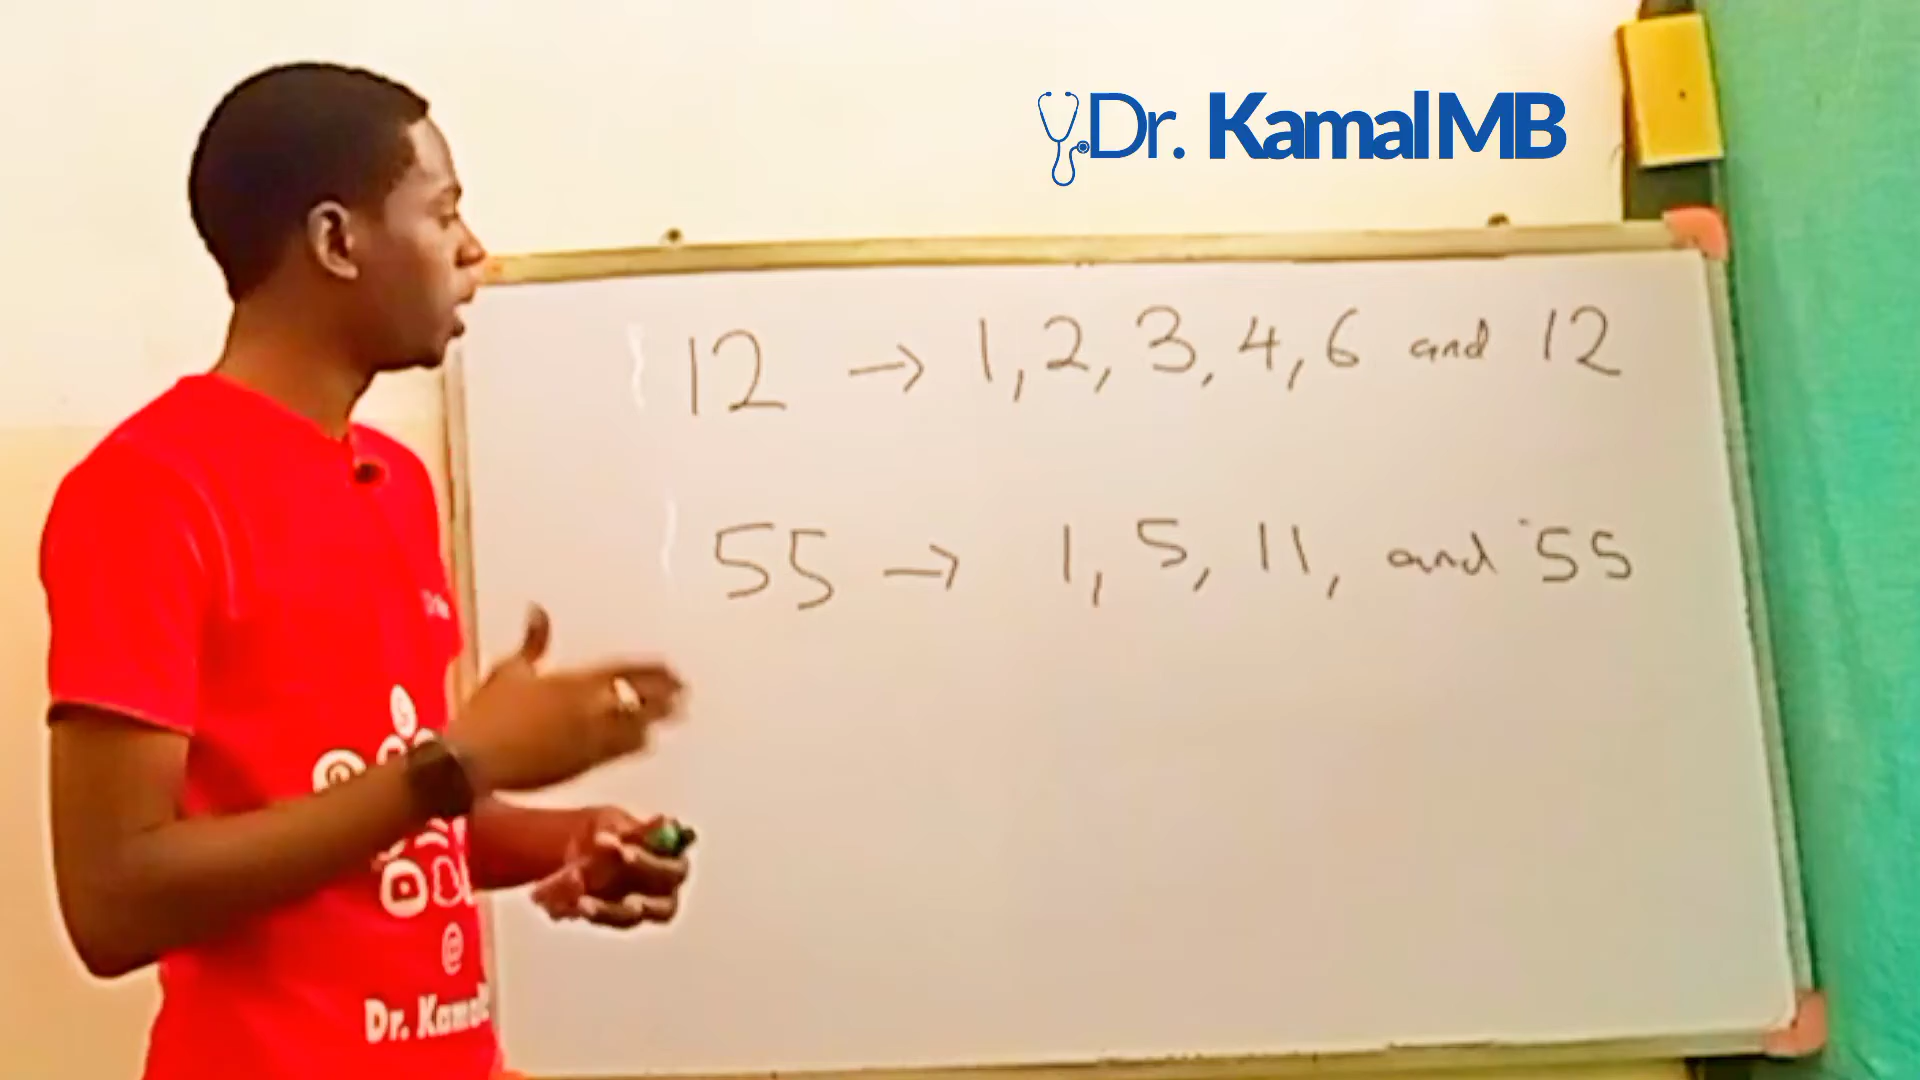 Dr. KamalMB
12 → 1, 2, 3, 4, 6 and 12
55 → 1, 5, 11, and 55
Dr. Kamal